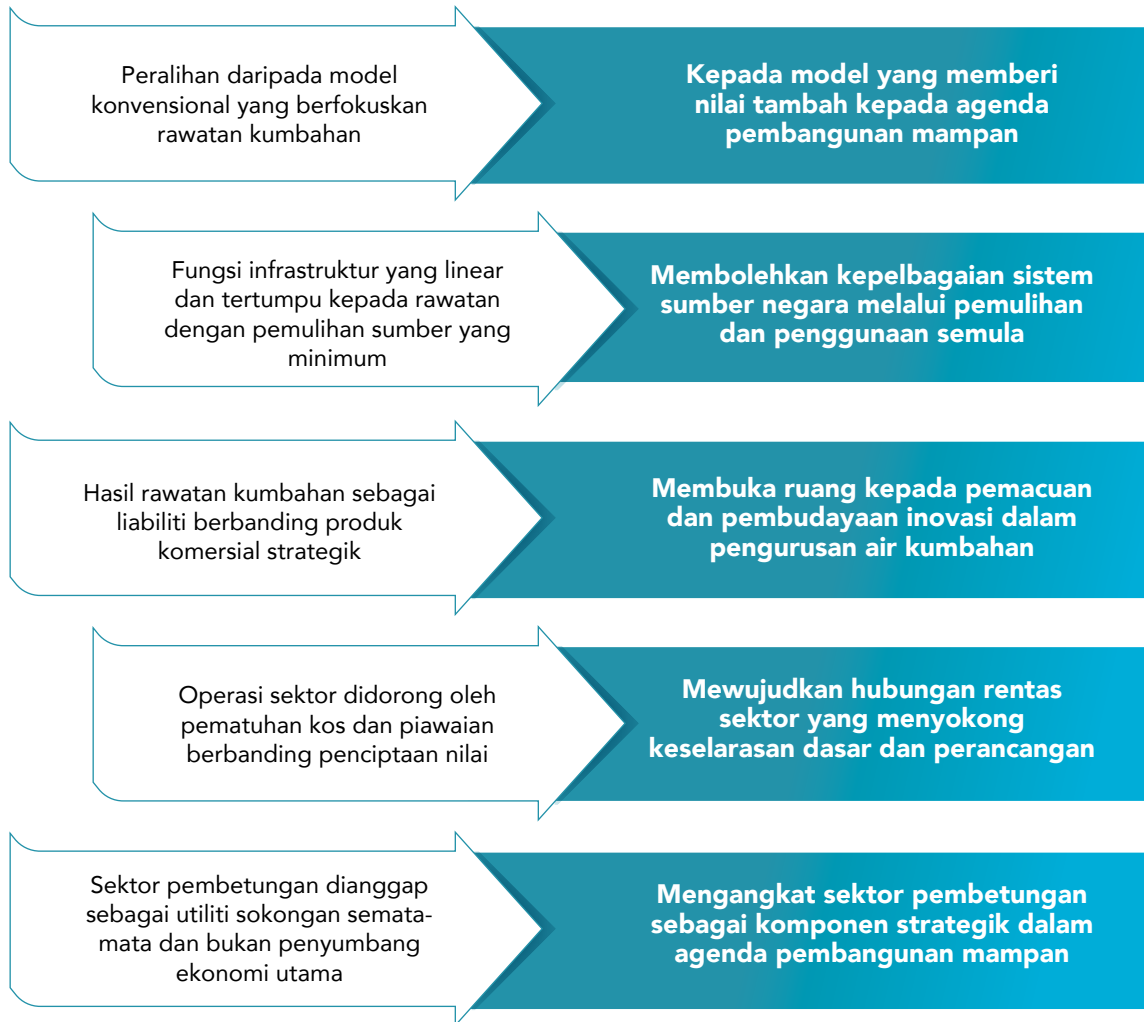 Peralihan daripada model
konvensional yang berfokuskan
rawatan kumbahan
Kepada model yang memberi
nilai tambah kepada agenda
pembangunan mampan
Fungsi infrastruktur yang linear
dan tertumpu kepada rawatan
dengan pemulihan sumber yang
minimum
Membolehkan kepelbagaian sistem
sumber negara melalui pemulihan
dan penggunaan semula
Hasil rawatan kumbahan sebagai
liabiliti berbanding produk
komersial strategik
Membuka ruang kepada pemacuan
dan pembudayaan inovasi dalam
pengurusan air kumbahan
Operasi sektor didorong oleh
pematuhan kos dan piawaian
berbanding penciptaan nilai
Mewujudkan hubungan rentas
sektor yang menyokong
keselarasan dasar dan perancangan
Sektor pembetungan dianggap
sebagai utiliti sokongan semata-
mata dan bukan penyumbang
ekonomi utama
Mengangkat sektor pembetungan
sebagai komponen strategik dalam
agenda pembangunan mampan